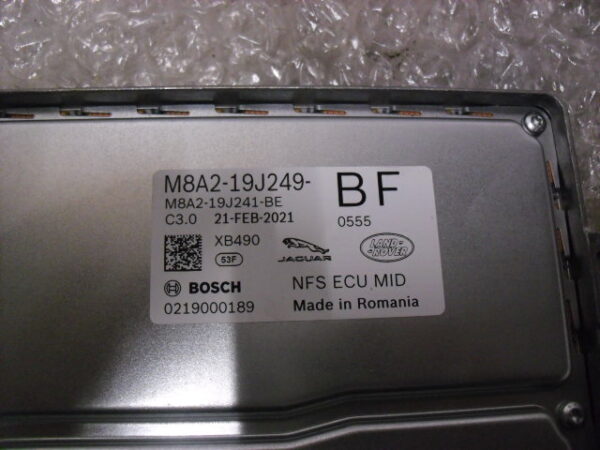 M8A2-19J249- BF
M8A2-19J241-BE
C3.0 21-FEB-2021 0555
XB490
53F
JAGUAR
LAND-ROVER
BOSCH
NFS ECU MID
0219000189
Made in Romania